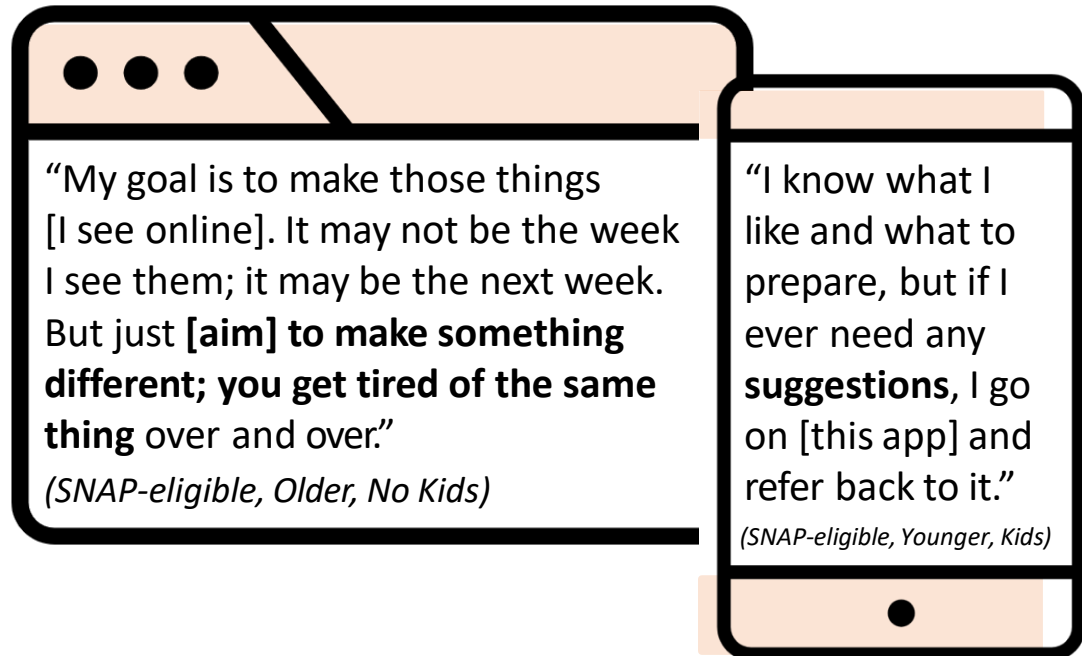 “My goal is to make those things
[I see online]. It may not be the week
I see them; it may be the next week.
But just [aim] to make something
different; you get tired of the same
thing over and over.”
(SNAP-eligible, Older, No Kids)
“I know what I
like and what to
prepare, but if I
ever need any
suggestions, I go
on [this app] and
refer back to it.”
(SNAP-eligible, Younger, Kids)